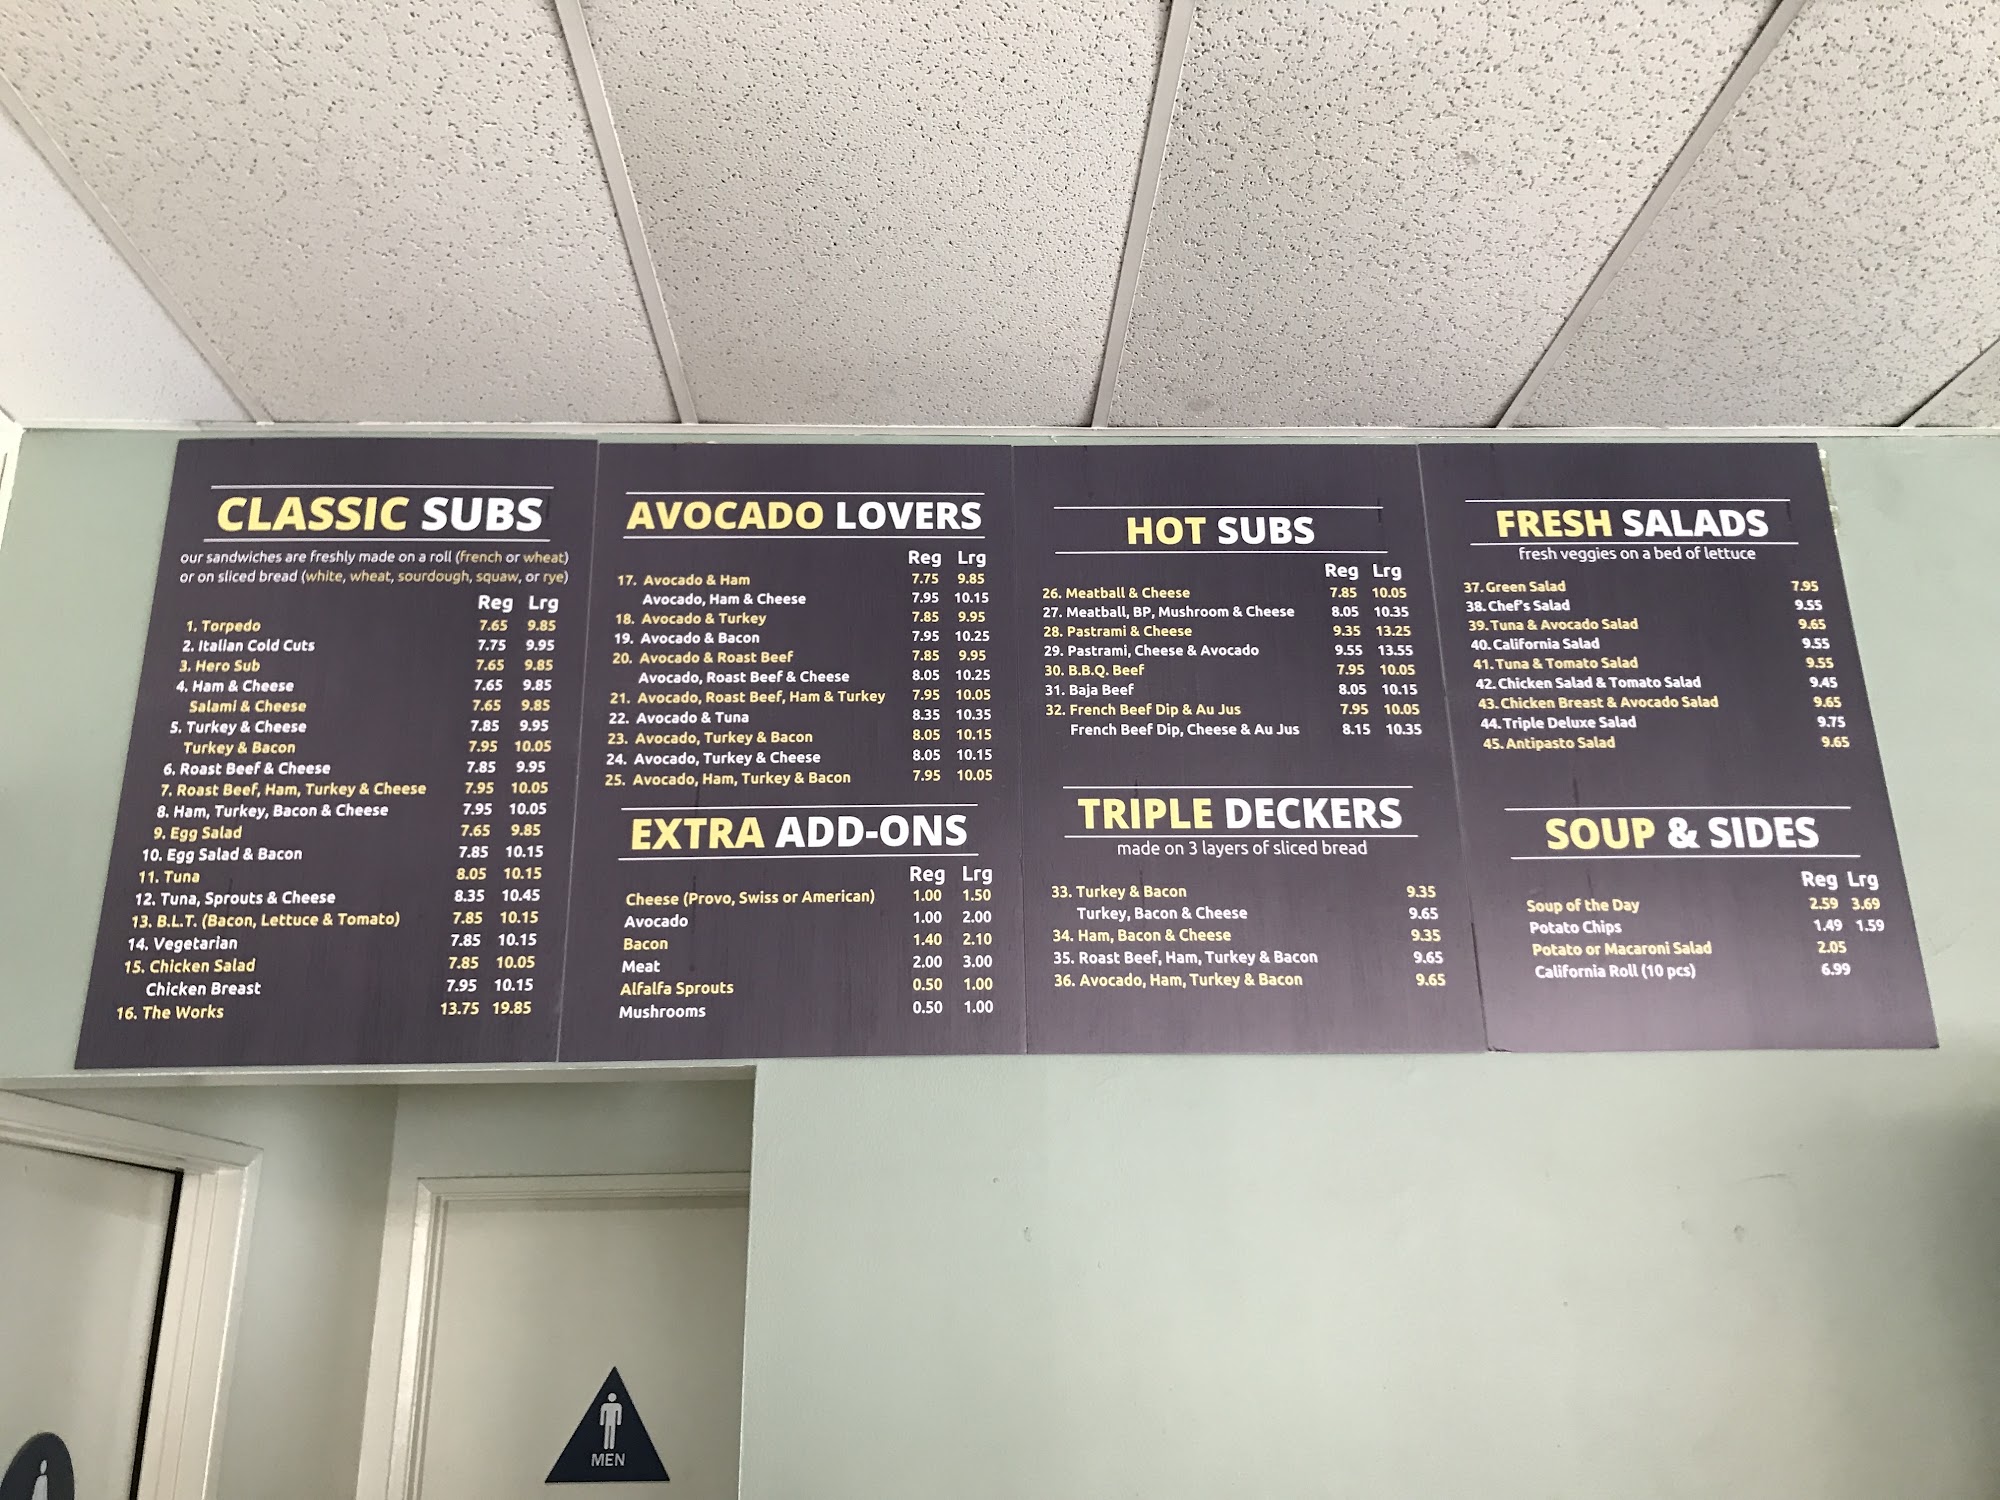 CLASSIC SUBS
our sandwiches are freshly made on a roll (french or wheat)
or on sliced bread (white, wheat, sourdough, squaw, or rye)
Reg Lrg
1. Torpedo 7.65 9.85
2. Italian Cold Cuts 7.75 9.95
3. Hero Sub 7.65 9.85
4. Ham & Cheese 7.65 9.85
Salami & Cheese 7.65 9.85
5. Turkey & Cheese 7.85 9.95
Turkey & Bacon 7.95 10.05
6. Roast Beef & Cheese 7.85 9.95
7. Roast Beef, Ham, Turkey & Cheese 7.95 10.05
8. Ham, Turkey, Bacon & Cheese 7.95 10.05
9. Egg Salad 7.65 9.85
10. Egg Salad & Bacon 7.85 10.15
11. Tuna 8.05 10.15
12. Tuna, Sprouts & Cheese 8.35 10.45
13. B.L.T. (Bacon, Lettuce & Tomato) 7.85 10.15
14. Vegetarian 7.85 10.15
15. Chicken Salad 7.85 10.05
Chicken Breast 7.95 10.15
16. The Works 13.75 19.85
AVOCADO LOVERS
Reg Lrg
17. Avocado & Ham 7.75 9.85
Avocado, Ham & Cheese 7.95 10.15
18. Avocado & Turkey 7.85 9.95
19. Avocado & Bacon 7.95 10.25
20. Avocado & Roast Beef 7.85 9.95
Avocado, Roast Beef & Cheese 8.05 10.25
21. Avocado, Roast Beef, Ham & Turkey 7.95 10.05
22. Avocado & Tuna 8.35 10.35
23. Avocado, Turkey & Bacon 8.05 10.15
24. Avocado, Turkey & Cheese 8.05 10.15
25. Avocado, Ham, Turkey & Bacon 7.95 10.05
EXTRA ADD-ONS
Reg Lrg
Cheese (Provo, Swiss or American) 1.00 1.50
Avocado 1.00 2.00
Bacon 1.40 2.10
Meat 2.00 3.00
Alfalfa Sprouts 0.50 1.00
Mushrooms 0.50 1.00
HOT SUBS
Reg Lrg
26. Meatball & Cheese 7.85 10.05
27. Meatball, BP, Mushroom & Cheese 8.05 10.35
28. Pastrami & Cheese 9.35 13.25
29. Pastrami, Cheese & Avocado 9.55 13.55
30. B.B.Q. Beef 7.95 10.05
31. Baja Beef 8.05 10.15
32. French Beef Dip & Au Jus 7.95 10.05
French Beef Dip, Cheese & Au Jus 8.15 10.35
TRIPLE DECKERS
made on 3 layers of sliced bread
33. Turkey & Bacon 9.35
Turkey, Bacon & Cheese 9.65
34. Ham, Bacon & Cheese 9.35
35. Roast Beef, Ham, Turkey & Bacon 9.65
36. Avocado, Ham, Turkey & Bacon 9.65
FRESH SALADS
fresh veggies on a bed of lettuce
37. Green Salad 7.95
38. Chef's Salad 9.55
39. Tuna & Avocado Salad 9.65
40. California Salad 9.55
41. Tuna & Tomato Salad 9.55
42. Chicken Salad & Tomato Salad 9.45
43. Chicken Breast & Avocado Salad 9.65
44. Triple Deluxe Salad 9.75
45. Antipasto Salad 9.65
SOUP & SIDES
Reg Lrg
Soup of the Day 2.59 3.69
Potato Chips 1.49 1.59
Potato or Macaroni Salad 2.05
California Roll (10 pcs) 6.99
MEN